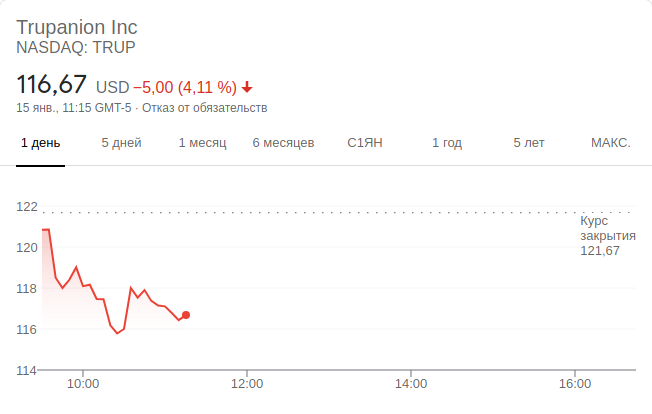 Trupanion Inc
NASDAQ: TRUP
116,67 USD −5,00 (4,11 %)
15 янв., 11:15 GMT-5 · Отказ от обязательств
1 день 5 дней 1 месяц 6 месяцев С1ЯН 1 год 5 лет МАКС.
122
Курс
закрытия
121,67
120
118
116
114
10:00 12:00 14:00 16:00